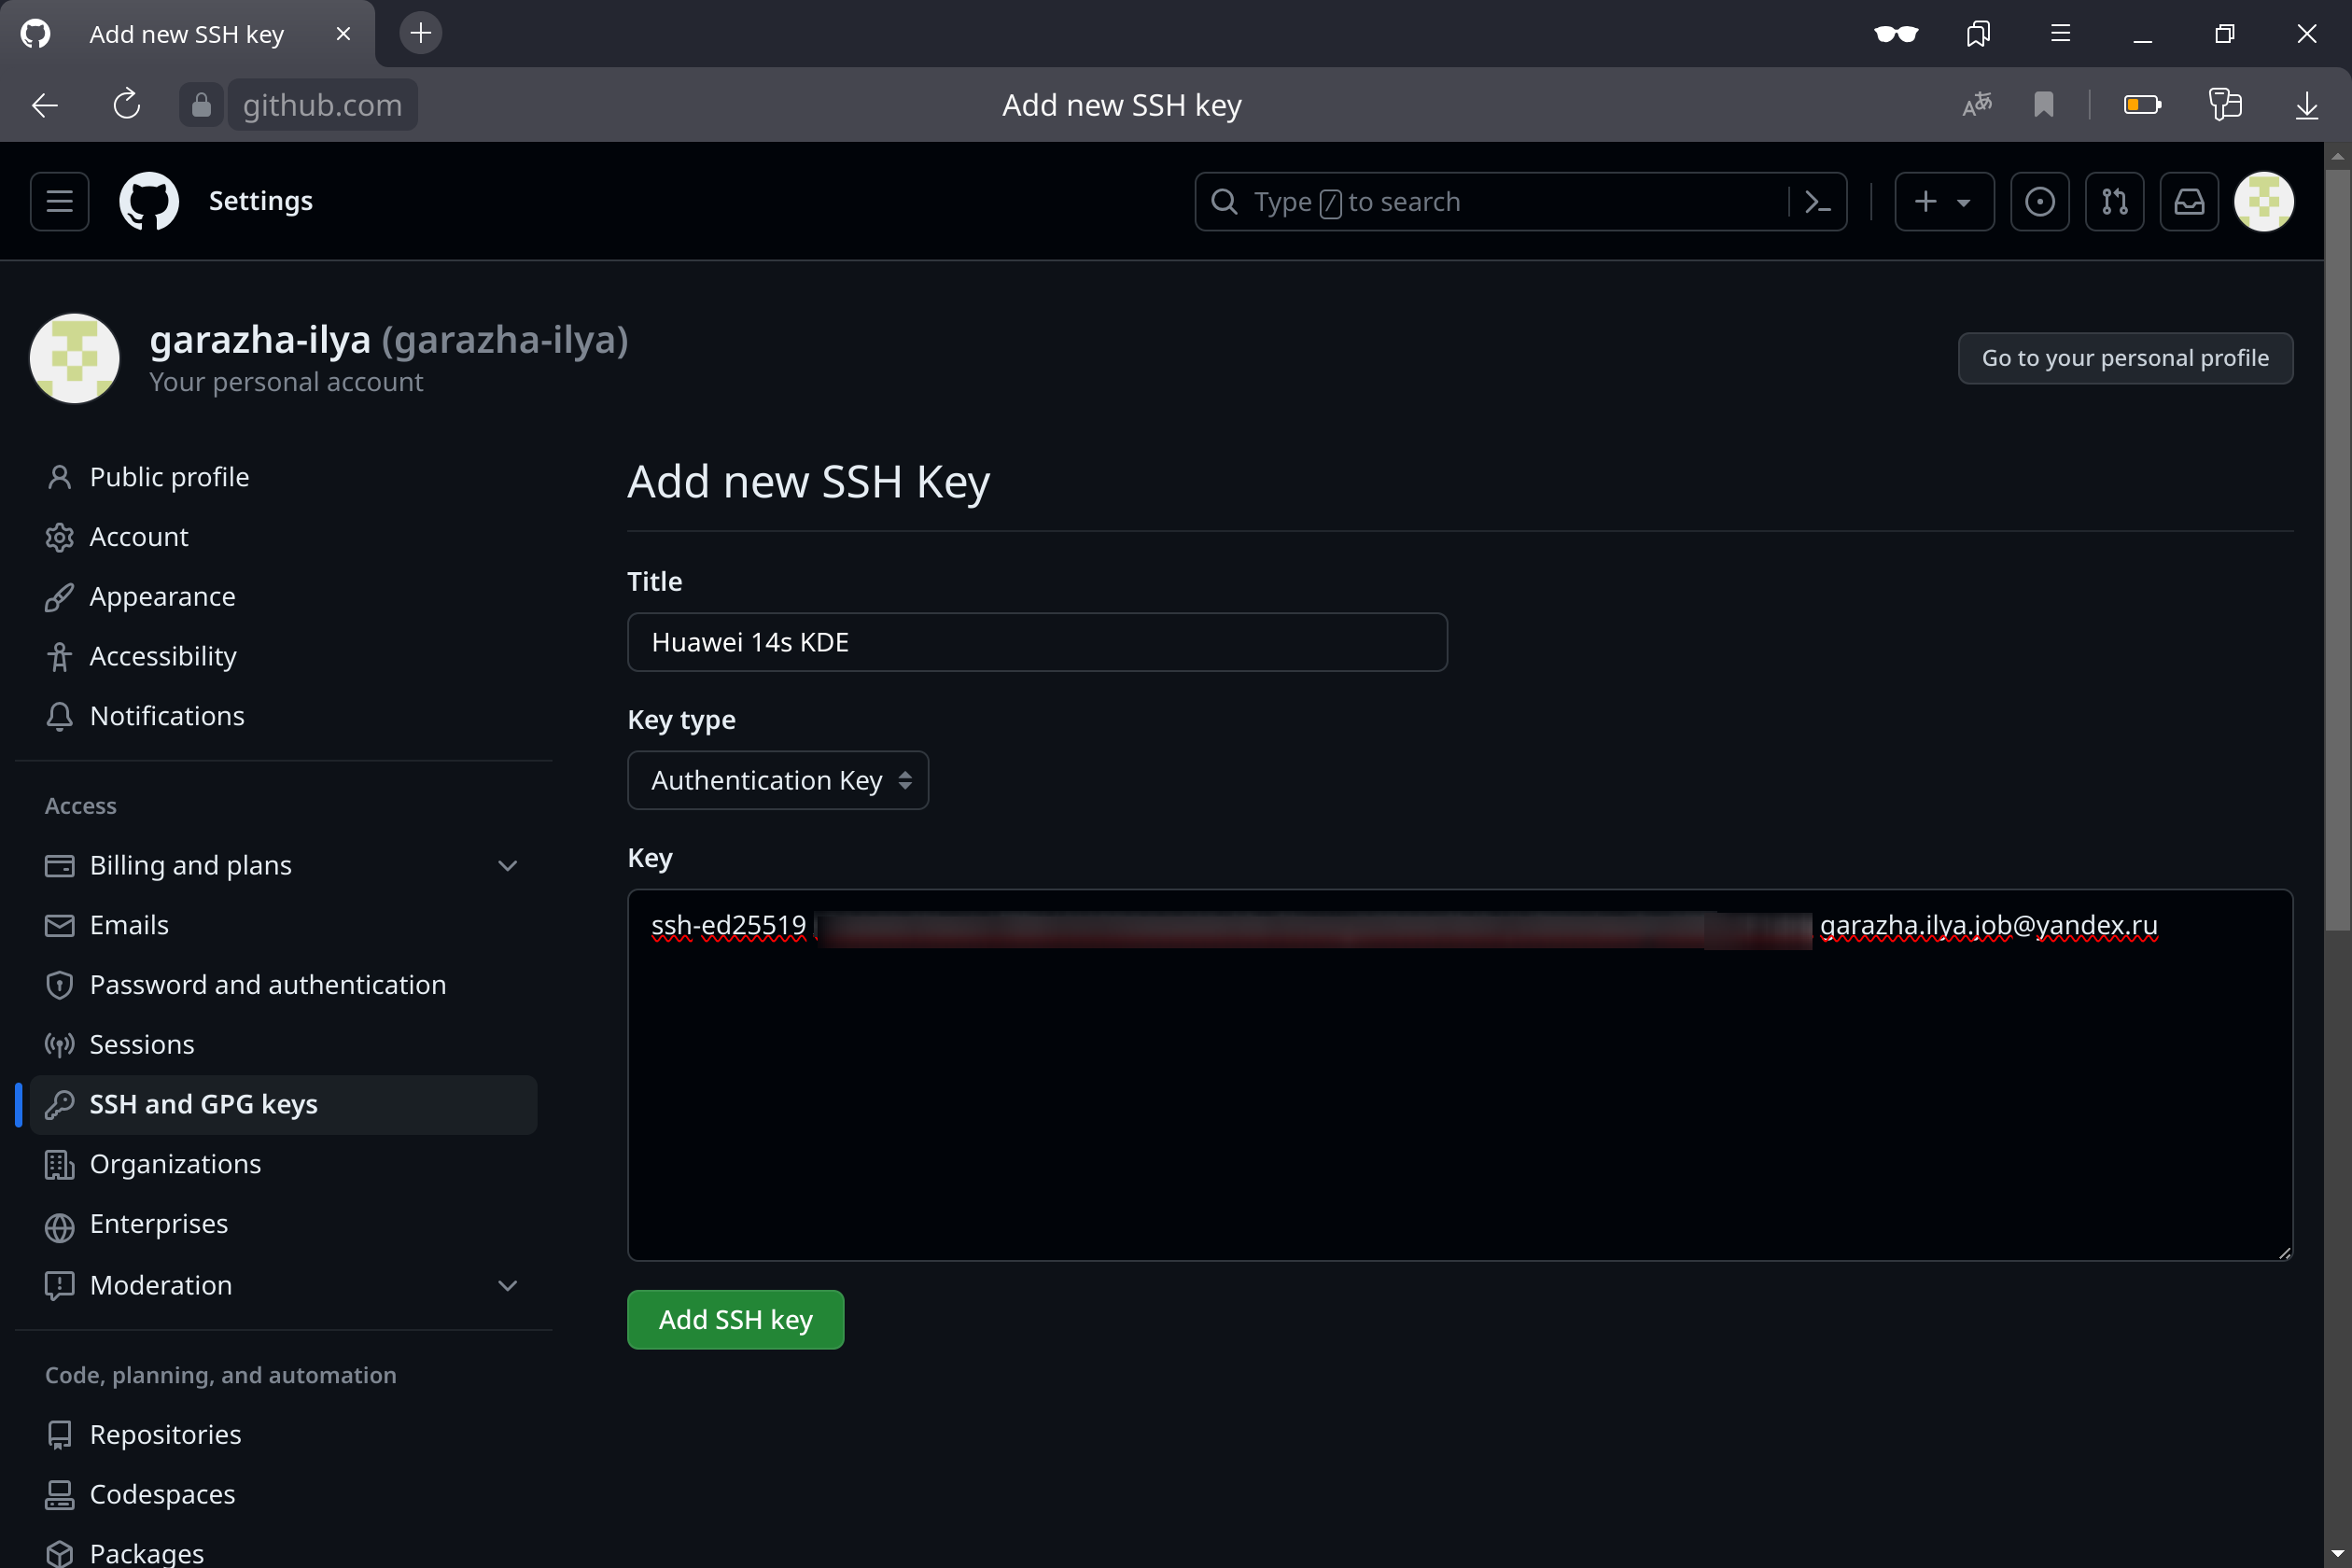 Add new SSH key
github.com
Add new SSH key
Settings
Type / to search
garazha-ilya (garazha-ilya)
Your personal account
Go to your personal profile
Public profile
Account
Appearance
Accessibility
Notifications
Access
Billing and plans
Emails
Password and authentication
Sessions
SSH and GPG keys
Organizations
Enterprises
Moderation
Code, planning, and automation
Repositories
Codespaces
Packages
Add new SSH Key
Title
Huawei 14s KDE
Key type
Authentication Key
Key
ssh-ed25519 garazha.ilya.job@yandex.ru
Add SSH key